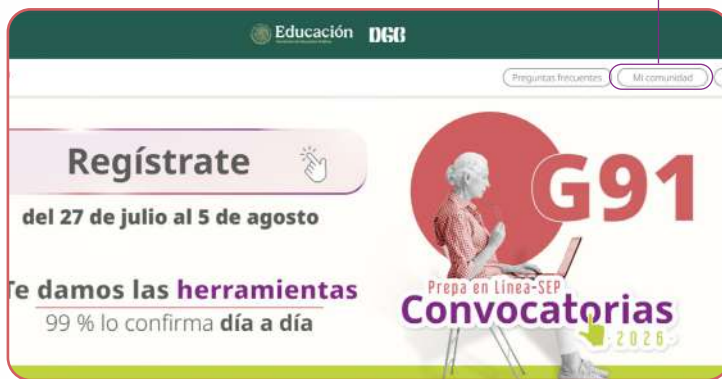 Educación DGB
Preguntas frecuentes
Mi comunidad
Regístrate
del 27 de julio al 5 de agosto
Te damos las herramientas
99 % lo confirma día a día
G91
Prepa en Línea-SEP
Convocatorias
2026